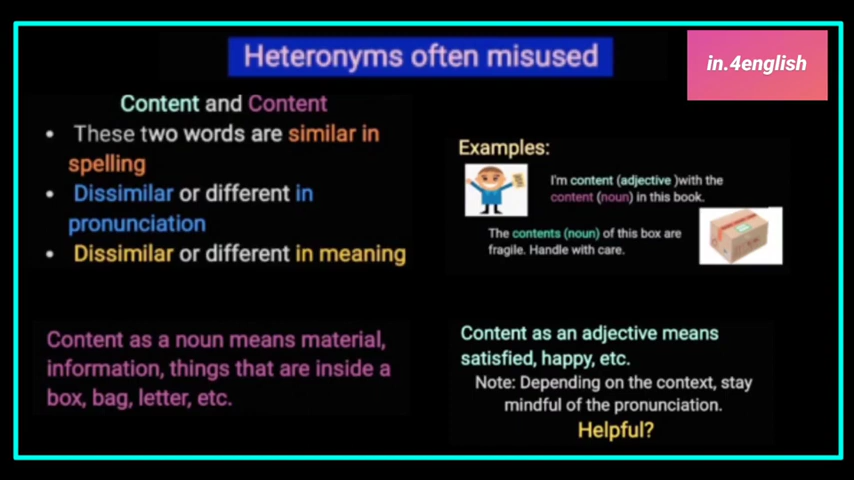 Heteronyms often misused
in.4english
Content and Content
• These two words are similar in
spelling
• Dissimilar or different in
pronunciation
• Dissimilar or different in meaning
Examples:
I'm content (adjective )with the
content (noun) in this book.
The contents (noun) of this box are
fragile. Handle with care.
Content as a noun means material,
information, things that are inside a
box, bag, letter, etc.
Content as an adjective means
satisfied, happy, etc.
Note: Depending on the context, stay
mindful of the pronunciation.
Helpful?